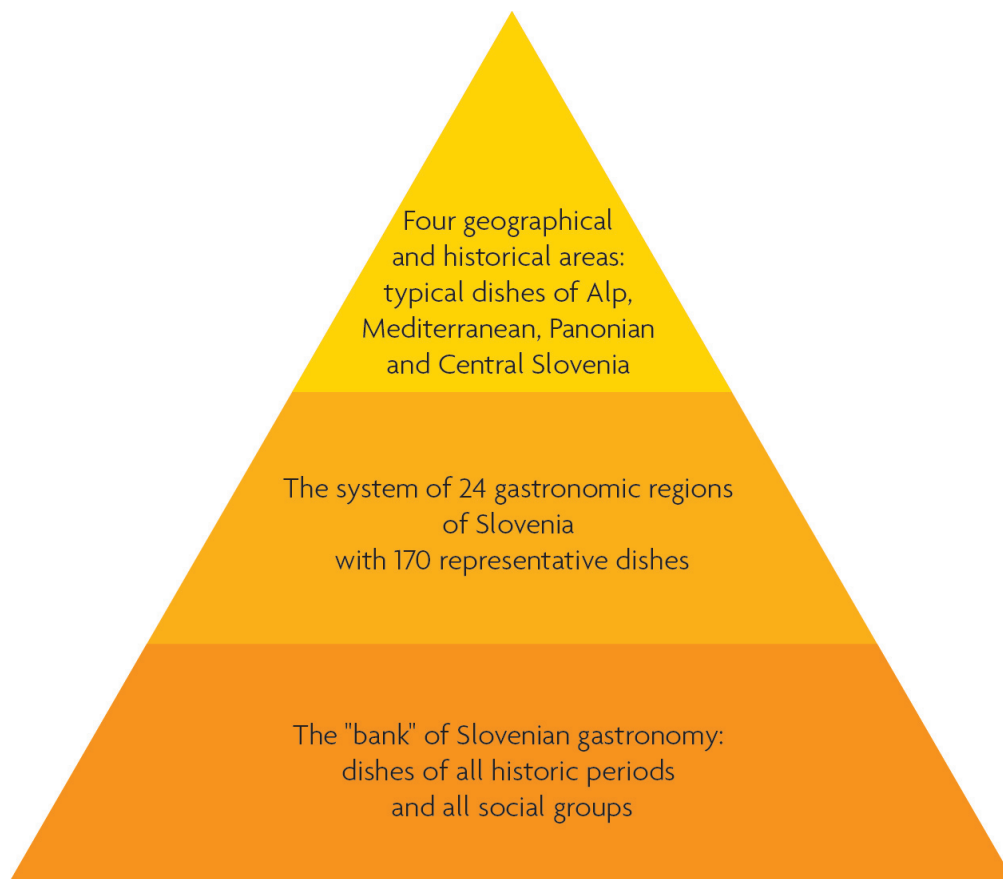 Four geographical
and historical areas:
typical dishes of Alp,
Mediterranean, Panonian
and Central Slovenia
The system of 24 gastronomic regions
of Slovenia
with 170 representative dishes
The "bank" of Slovenian gastronomy:
dishes of all historic periods
and all social groups